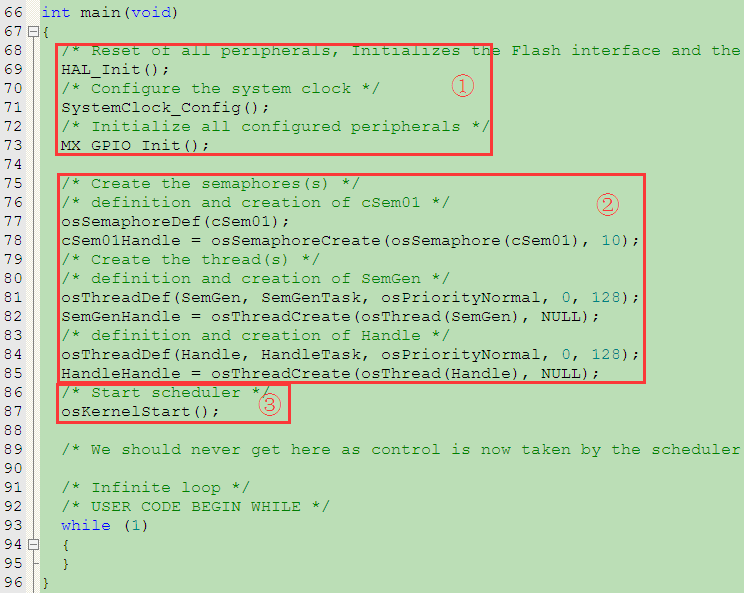 66 int main(void)
67 {
68 /* Reset of all peripherals, Initializes the Flash interface and the
69 HAL_Init();
70 /* Configure the system clock */ ①
71 SystemClock_Config();
72 /* Initialize all configured peripherals */
73 MX_GPIO_Init();
74
75 /* Create the semaphores(s) */
76 /* definition and creation of cSem01 */ ②
77 osSemaphoreDef(cSem01);
78 cSem01Handle = osSemaphoreCreate(osSemaphore(cSem01), 10);
79 /* Create the thread(s) */
80 /* definition and creation of SemGen */
81 osThreadDef(SemGen, SemGenTask, osPriorityNormal, 0, 128);
82 SemGenHandle = osThreadCreate(osThread(SemGen), NULL);
83 /* definition and creation of Handle */
84 osThreadDef(Handle, HandleTask, osPriorityNormal, 0, 128);
85 HandleHandle = osThreadCreate(osThread(Handle), NULL);
86 /* Start scheduler */ ③
87 osKernelStart();
88
89 /* We should never get here as control is now taken by the scheduler
90
91 /* Infinite loop */
92 /* USER CODE BEGIN WHILE */
93 while (1)
94 {
95 }
96 }